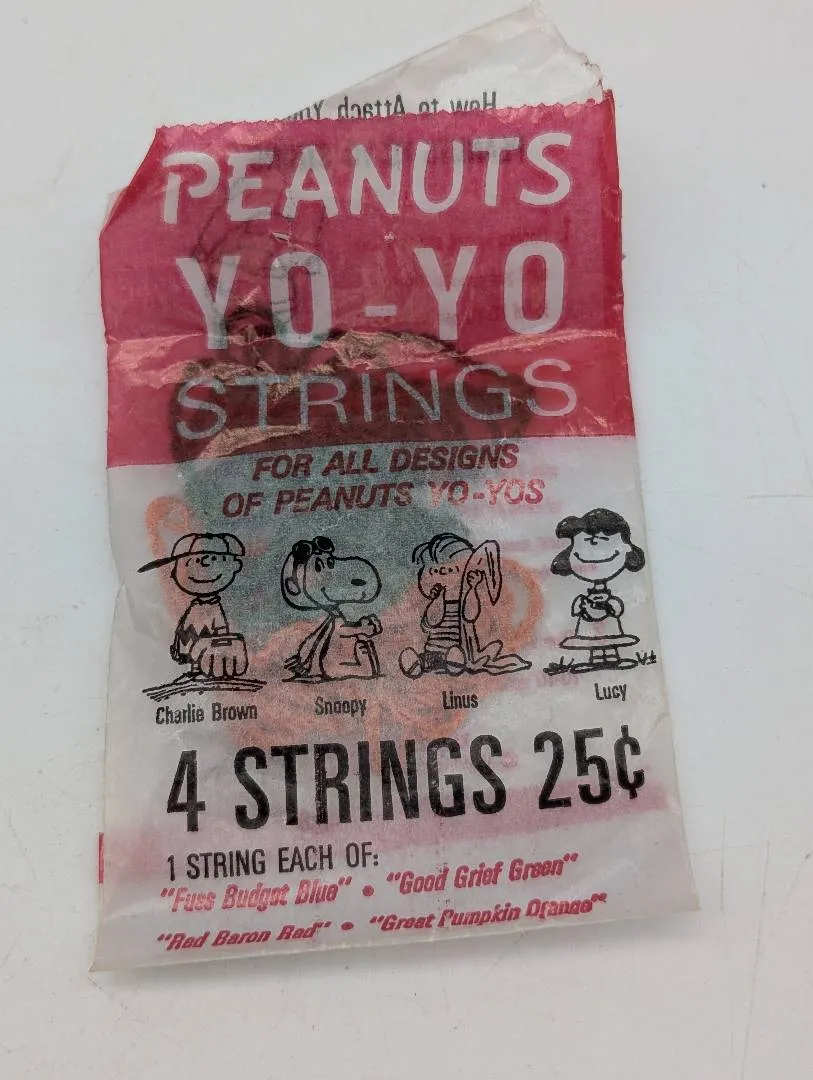 How to Attach
PEANUTS
YO-YO
STRINGS
FOR ALL DESIGNS
OF PEANUTS YO-YOS
Charlie Brown Snoopy Linus Lucy
4 STRINGS 25¢
1 STRING EACH OF:
"Fuss Budget Blue" • "Good Grief Green"
"Red Baron Red" • "Great Pumpkin Orange"